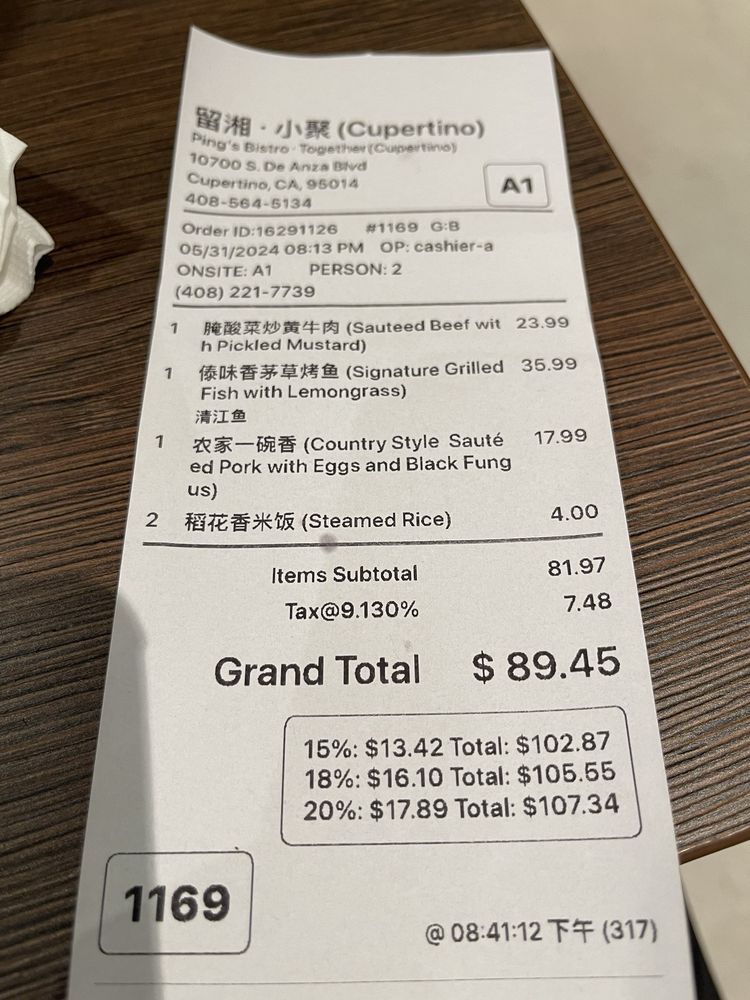 留湘 · 小聚 (Cupertino)
Ping's Bistro · Together (Cupertino)
10700 S. De Anza Blvd
Cupertino, CA, 95014
408-564-5134
A1
Order ID:16291126 #1169 G:B
05/31/2024 08:13 PM OP: cashier-a
ONSITE: A1 PERSON: 2
(408) 221-7739
1 腌酸菜炒黄牛肉 (Sauteed Beef wit 23.99
h Pickled Mustard)
1 傣味香茅草烤鱼 (Signature Grilled 35.99
Fish with Lemongrass)
清江鱼
1 农家一碗香 (Country Style Sauté 17.99
ed Pork with Eggs and Black Fung
us)
2 稻花香米饭 (Steamed Rice) 4.00
Items Subtotal 81.97
Tax@9.130% 7.48
Grand Total $ 89.45
15%: $13.42 Total: $102.87
18%: $16.10 Total: $105.55
20%: $17.89 Total: $107.34
1169
@ 08:41:12 下午 (317)